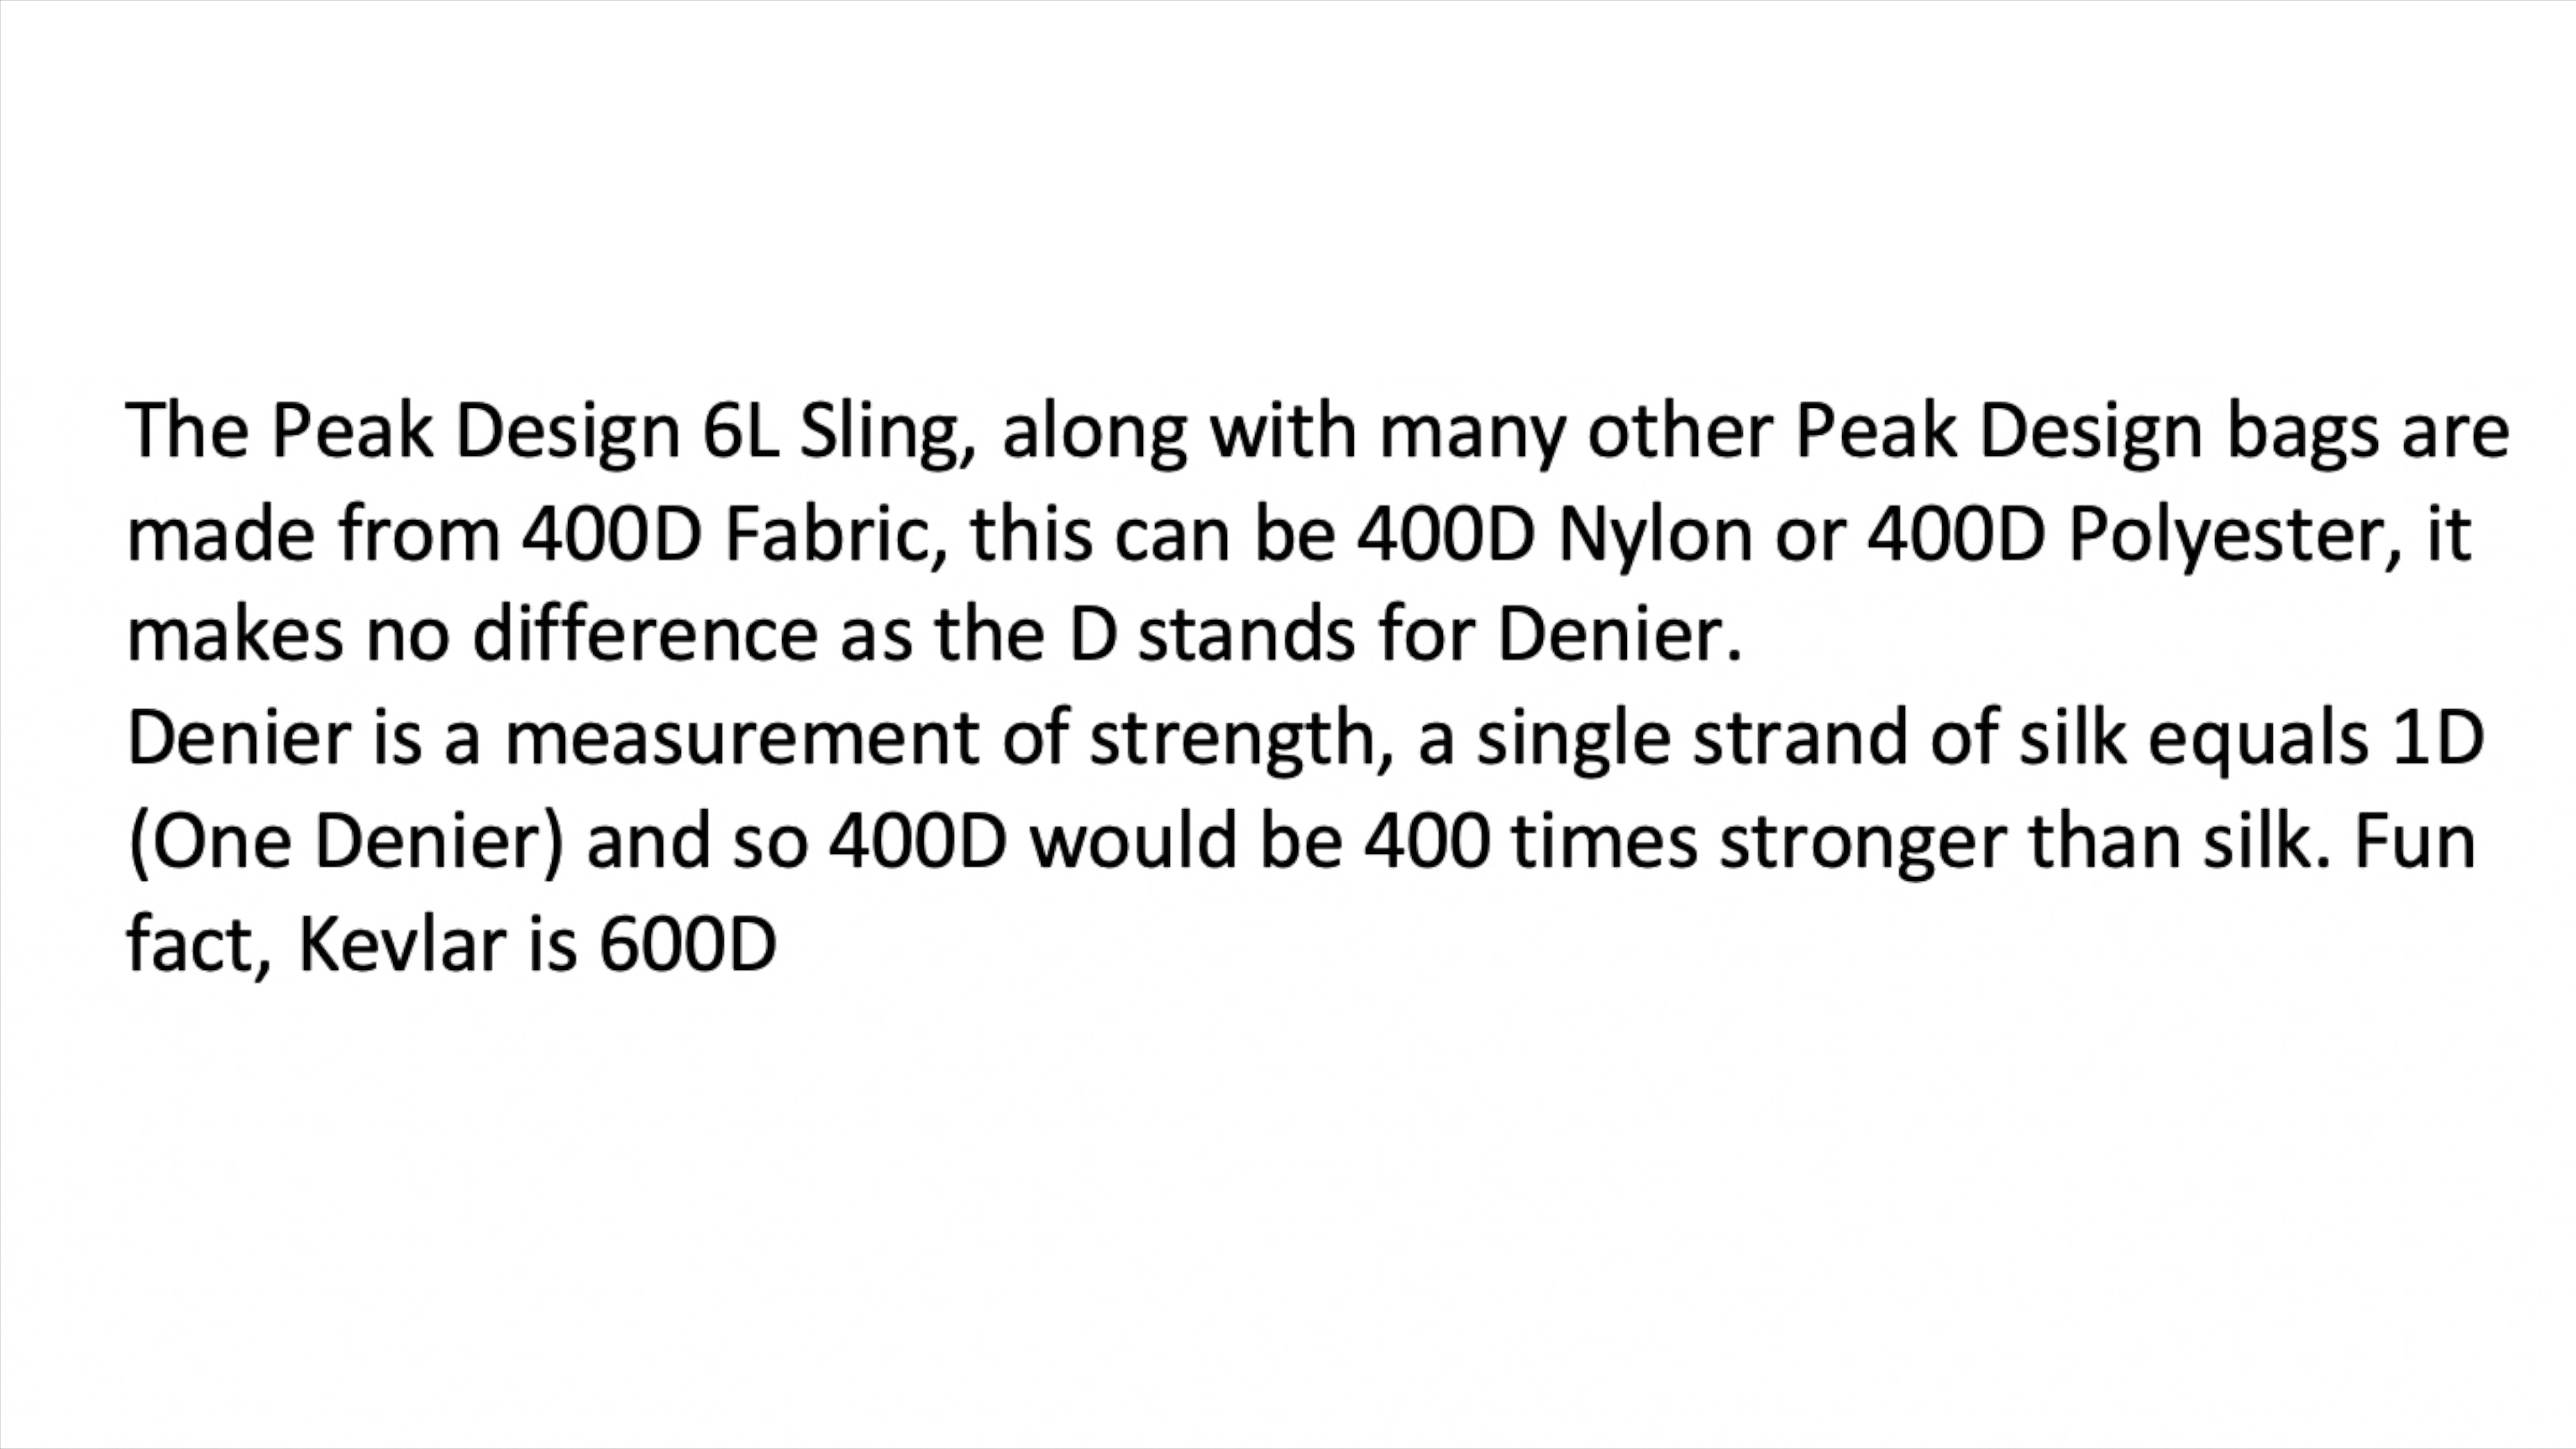 The Peak Design 6L Sling, along with many other Peak Design bags are
made from 400D Fabric, this can be 400D Nylon or 400D Polyester, it
makes no difference as the D stands for Denier.
Denier is a measurement of strength, a single strand of silk equals 1D
(One Denier) and so 400D would be 400 times stronger than silk. Fun
fact, Kevlar is 600D